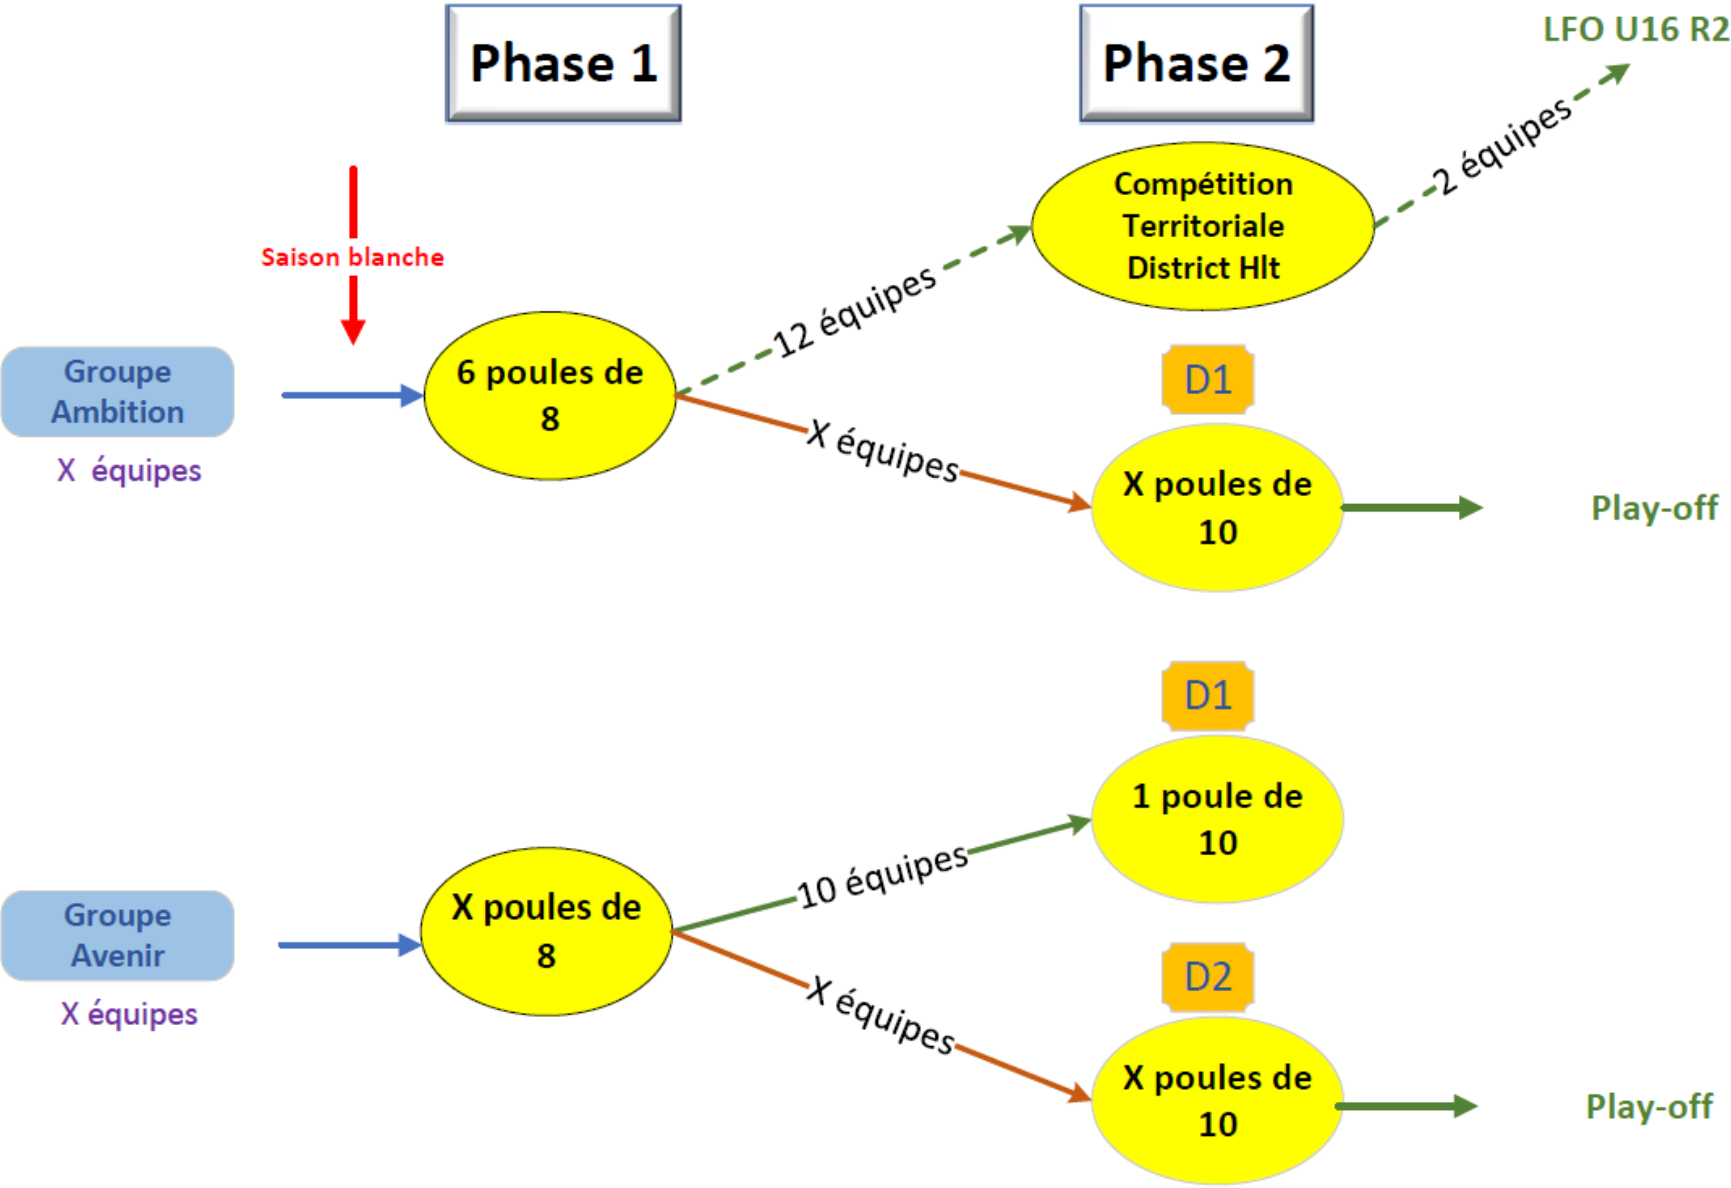 Phase 1
Phase 2
LFO U16 R2
2 équipes
Compétition
Territoriale
District Hlt
Saison blanche
12 équipes
Groupe
Ambition
X équipes
6 poules de
8
X équipes
D1
X poules de
10
Play-off
D1
1 poule de
10
10 équipes
Groupe
Avenir
X équipes
X poules de
8
X équipes
D2
X poules de
10
Play-off